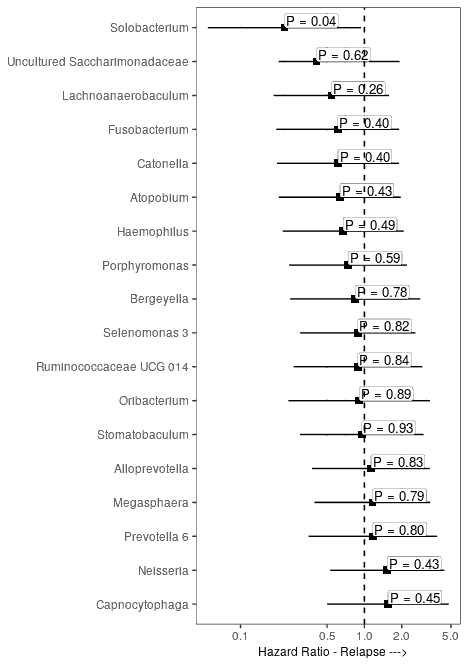 Solobacterium P = 0.04
Uncultured Saccharimonadaceae P = 0.62
Lachnoanaerobaculum P = 0.26
Fusobacterium P = 0.40
Catonella P = 0.40
Atopobium P = 0.43
Haemophilus P = 0.49
Porphyromonas P = 0.59
Bergeyella P = 0.78
Selenomonas 3 P = 0.82
Ruminococcaceae UCG 014 P = 0.84
Oribacterium P = 0.89
Stomatobaculum P = 0.93
Alloprevotella P = 0.83
Megasphaera P = 0.79
Prevotella 6 P = 0.80
Neisseria P = 0.43
Capnocytophaga P = 0.45
0.1 0.5 1.0 2.0 5.0
Hazard Ratio - Relapse --->